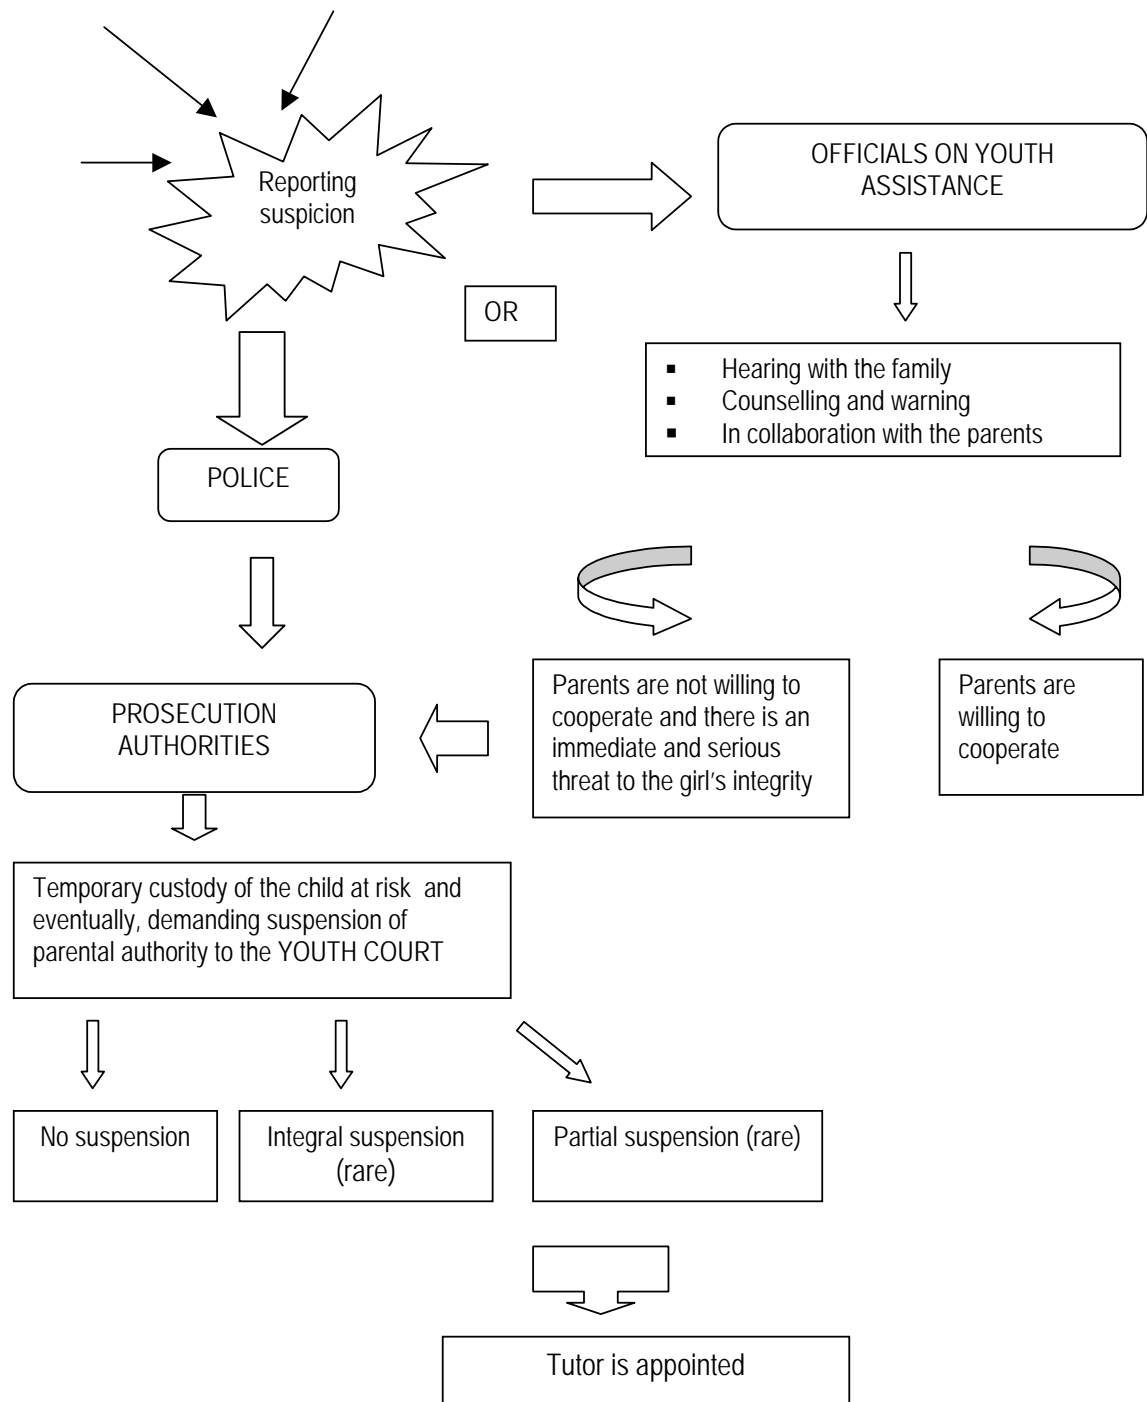 Reporting
suspicion
OFFICIALS ON YOUTH
ASSISTANCE
OR
▪ Hearing with the family
▪ Counselling and warning
▪ In collaboration with the parents
POLICE
PROSECUTION
AUTHORITIES
Parents are not willing to
cooperate and there is an
immediate and serious
threat to the girl's integrity
Parents are
willing to
cooperate
Temporary custody of the child at risk and
eventually, demanding suspension of
parental authority to the YOUTH COURT
No suspension
Integral suspension
(rare)
Partial suspension (rare)
Tutor is appointed